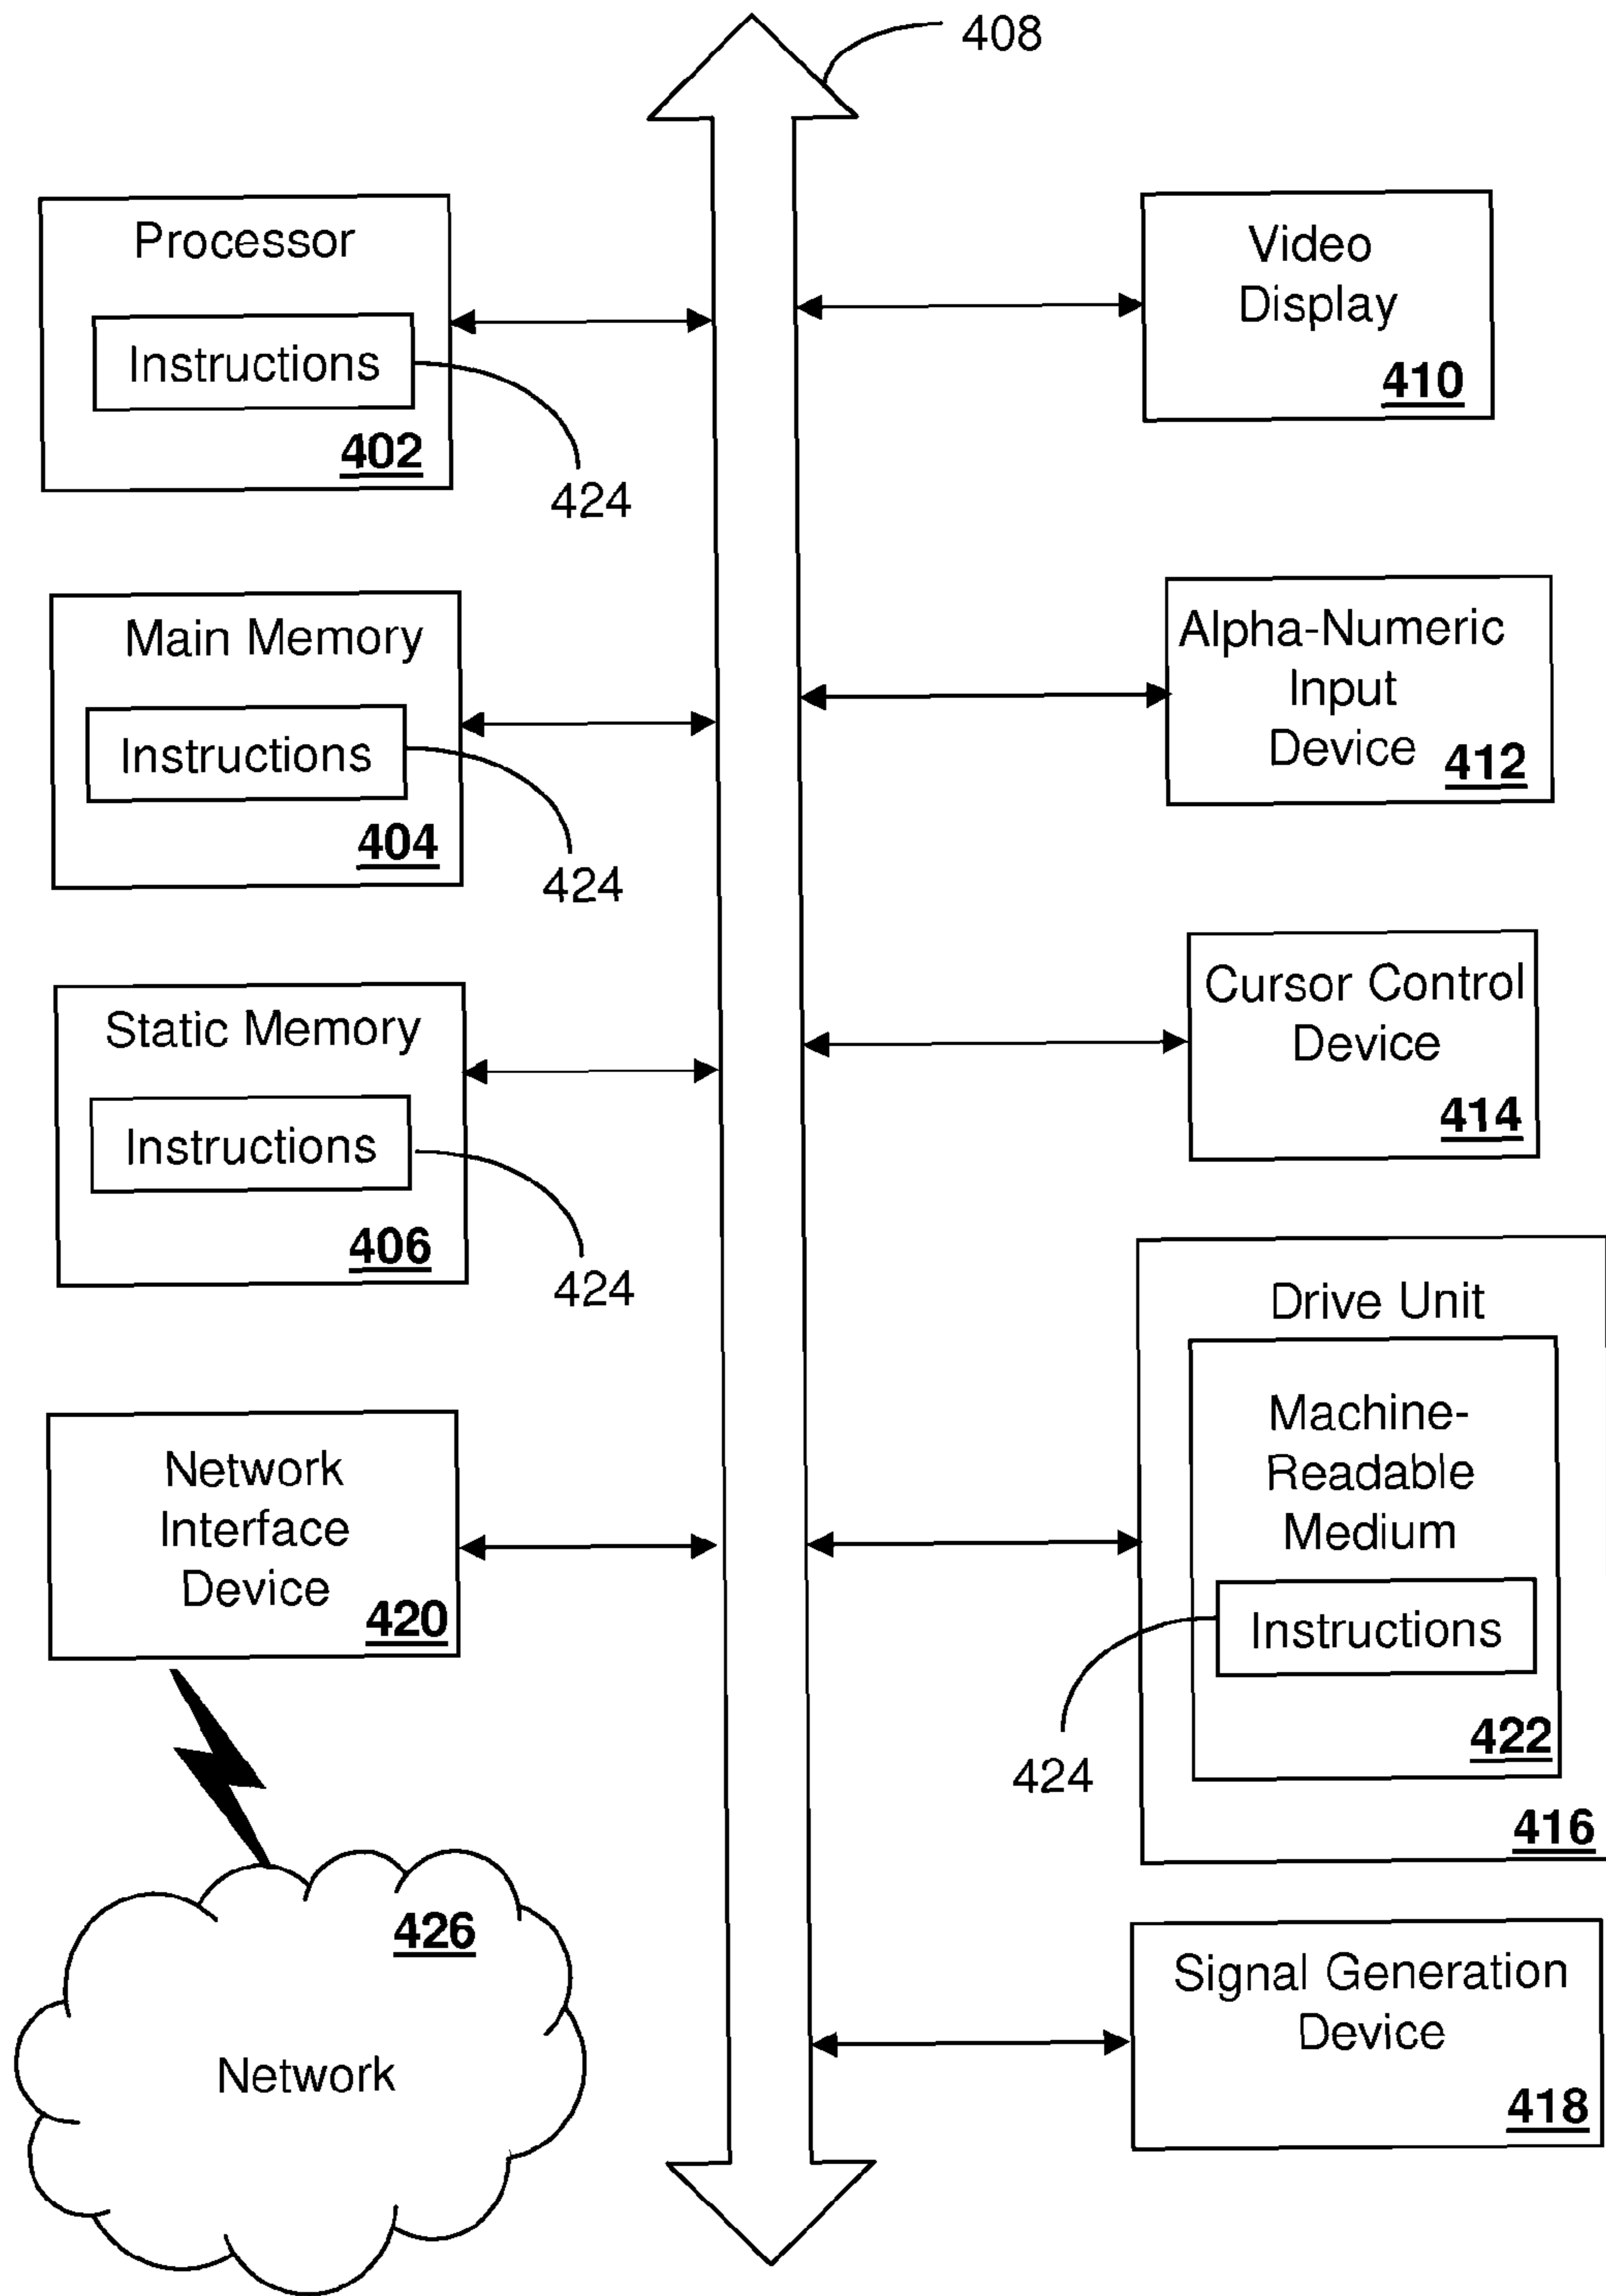 408
Processor
Instructions
402
424
Main Memory
Instructions
404
424
Static Memory
Instructions
406
424
Network
Interface
Device
420
426
Network
Video
Display
410
Alpha-Numeric
Input
Device
412
Cursor Control
Device
414
Drive Unit
Machine-
Readable
Medium
Instructions
424
422
416
Signal Generation
Device
418